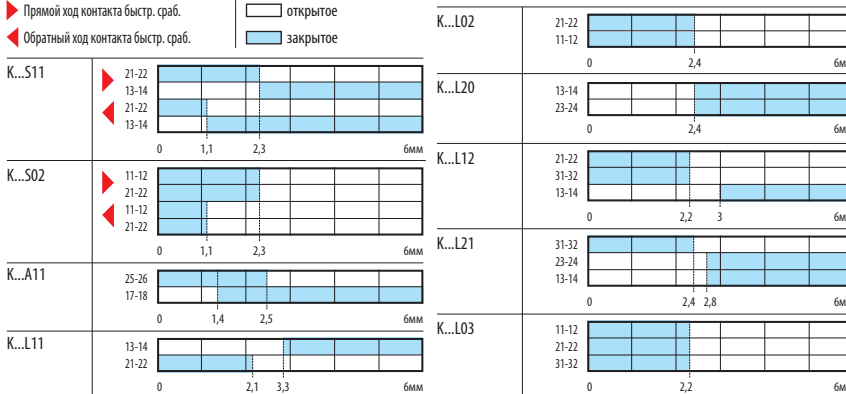 Прямой ход контакта быстр. сраб.
открытое
Обратный ход контакта быстр. сраб.
закрытое
K...S11
21-22
13-14
21-22
13-14
0 1,1 2,3 6мм
K...S02
11-12
21-22
11-12
21-22
0 1,1 2,3 6мм
K...A11
25-26
17-18
0 1,4 2,5 6мм
K...L11
13-14
21-22
0 2,1 3,3 6мм
K...L02
21-22
11-12
0 2,4 6м
K...L20
13-14
23-24
0 2,4 6м
K...L12
21-22
31-32
13-14
0 2,2 3 6м
K...L21
31-32
23-24
13-14
0 2,4 2,8 6м
K...L03
11-12
21-22
31-32
0 2,2 6м